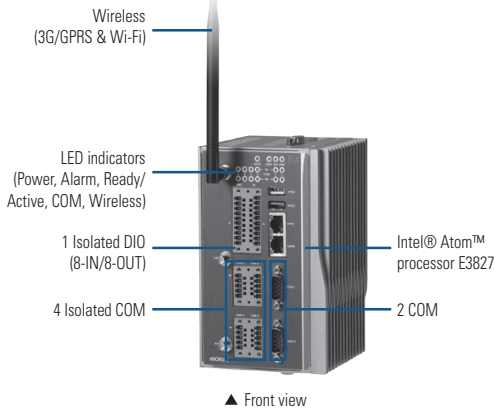 Wireless
(3G/GPRS & Wi-Fi)
LED indicators
(Power, Alarm, Ready/
Active, COM, Wireless)
1 Isolated DIO
(8-IN/8-OUT)
4 Isolated COM
Intel® Atom™
processor E3827
2 COM
▲ Front view